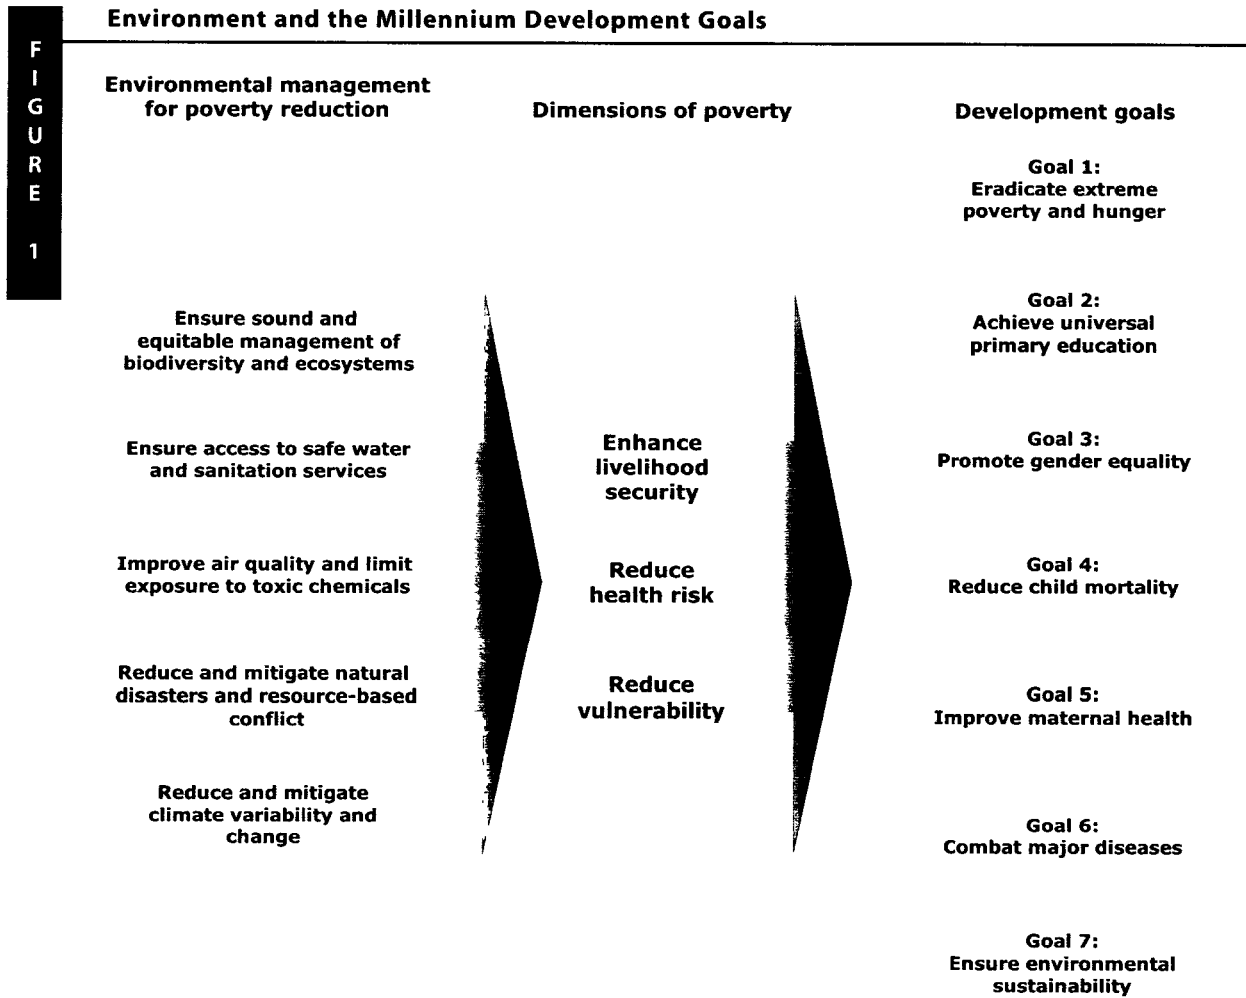 Environment and the Millennium Development Goals
FIGURE 1
Environmental management
for poverty reduction
Dimensions of poverty
Development goals
Ensure sound and
equitable management of
biodiversity and ecosystems
Ensure access to safe water
and sanitation services
Improve air quality and limit
exposure to toxic chemicals
Reduce and mitigate natural
disasters and resource-based
conflict
Reduce and mitigate
climate variability and
change
Enhance
livelihood
security
Reduce
health risk
Reduce
vulnerability
Goal 1:
Eradicate extreme
poverty and hunger
Goal 2:
Achieve universal
primary education
Goal 3:
Promote gender equality
Goal 4:
Reduce child mortality
Goal 5:
Improve maternal health
Goal 6:
Combat major diseases
Goal 7:
Ensure environmental
sustainability